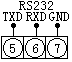 RS232
TXD RXD GND
5 6 7